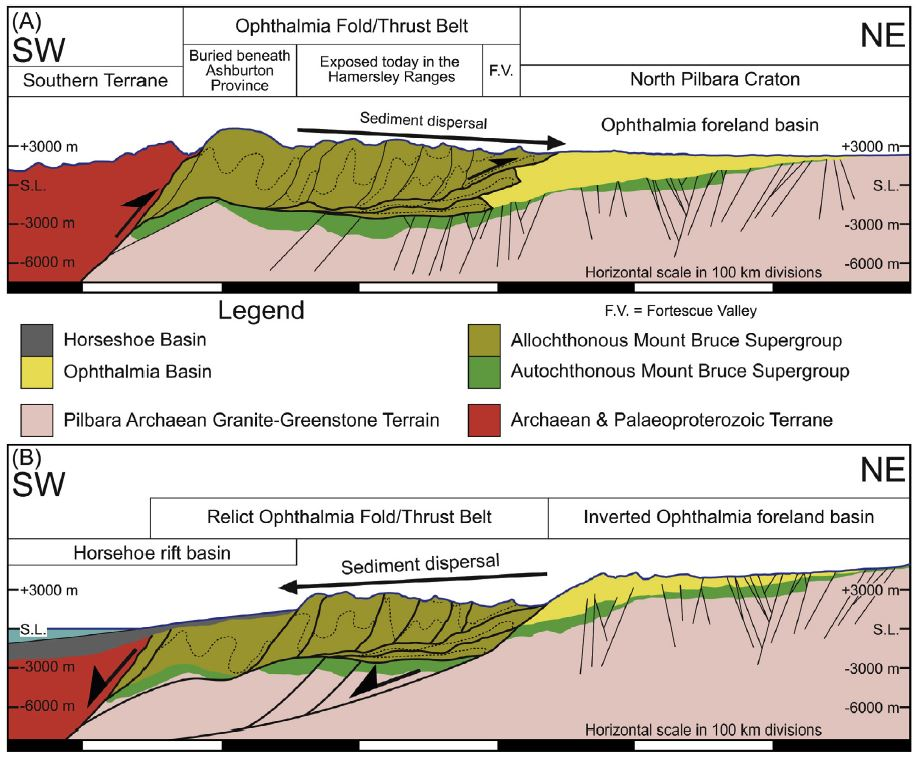 (A)
SW
NE
Ophthalmia Fold/Thrust Belt
Southern Terrane
Buried beneath
Ashburton
Province
Exposed today in the
Hamersley Ranges
F.V.
North Pilbara Craton
Sediment dispersal
Ophthalmia foreland basin
+3000 m
S.L.
-3000 m
-6000 m
+3000 m
S.L.
-3000 m
-6000 m
Horizontal scale in 100 km divisions
Legend
F.V. = Fortescue Valley
Horseshoe Basin
Ophthalmia Basin
Pilbara Archaean Granite-Greenstone Terrain
Allochthonous Mount Bruce Supergroup
Autochthonous Mount Bruce Supergroup
Archaean & Palaeoproterozoic Terrane
(B)
SW
NE
Relict Ophthalmia Fold/Thrust Belt
Inverted Ophthalmia foreland basin
Horsehoe rift basin
Sediment dispersal
+3000 m
S.L.
-3000 m
-6000 m
+3000 m
S.L.
-3000 m
-6000 m
Horizontal scale in 100 km divisions